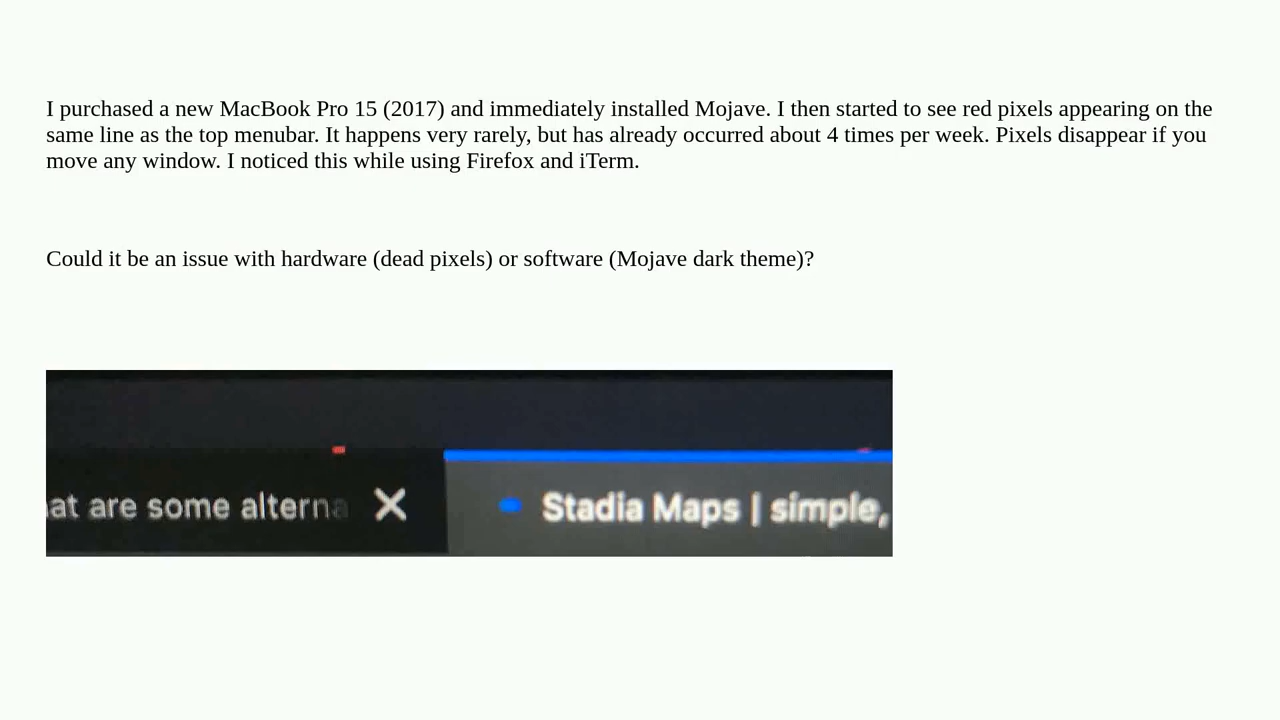 I purchased a new MacBook Pro 15 (2017) and immediately installed Mojave. I then started to see red pixels appearing on the
same line as the top menubar. It happens very rarely, but has already occurred about 4 times per week. Pixels disappear if you
move any window. I noticed this while using Firefox and iTerm.
Could it be an issue with hardware (dead pixels) or software (Mojave dark theme)?
at are some alterna Stadia Maps | simple,